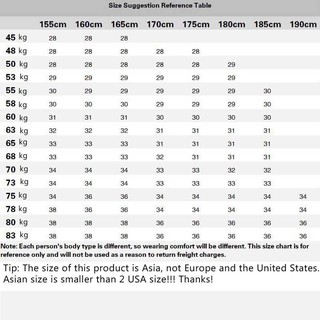 Size Suggestion Reference Table
155cm 160cm 165cm 170cm 175cm 180cm 185cm 190cm
45 kg 28 28 28
48 kg 28 28 28 28 28
50 kg 28 28 28 28 28 29
53 kg 29 29 29 29 29 29
55 kg 30 29 29 29 29 29 30
58 kg 30 30 30 29 29 29 30
60 kg 31 31 30 30 30 30 30
63 kg 32 32 32 31 31 31 31
65 kg 33 33 33 31 31 31 31
68 kg 33 33 33 32 31 31 31
70 kg 34 34 34 33 33 32 32
73 kg 34 34 34 33 33 33 33
75 kg 34 36 36 34 34 34 34 34
78 kg 36 38 36 34 34 34 34 34
80 kg 38 38 38 36 36 36 36 34
83 kg 38 38 38 36 36 36 36 36
Note: Each person's body type is different, so wearing comfort will be different. This size chart is for
reference only and will not be used as a reason to return freight charges.
Tip: The size of this product is Asia, not Europe and the United States.
Asian size is smaller than 2 USA size!!! Thanks!